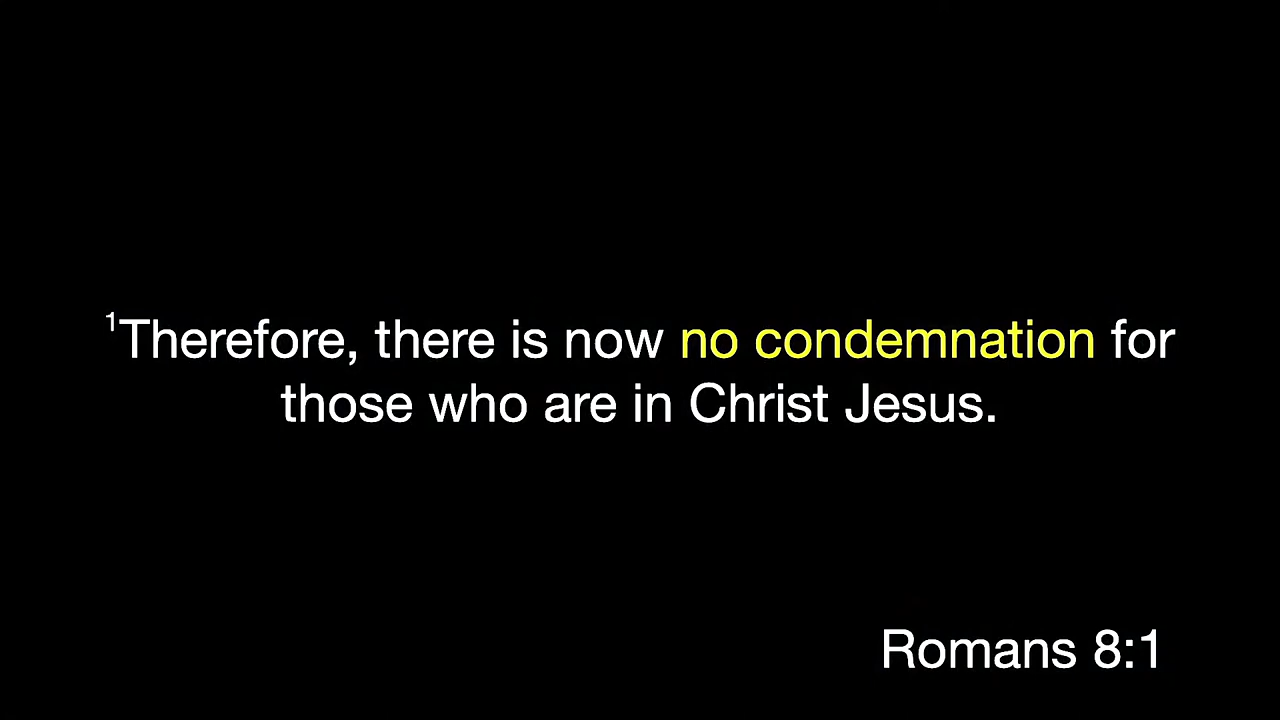 ¹Therefore, there is now no condemnation for
those who are in Christ Jesus.
Romans 8:1